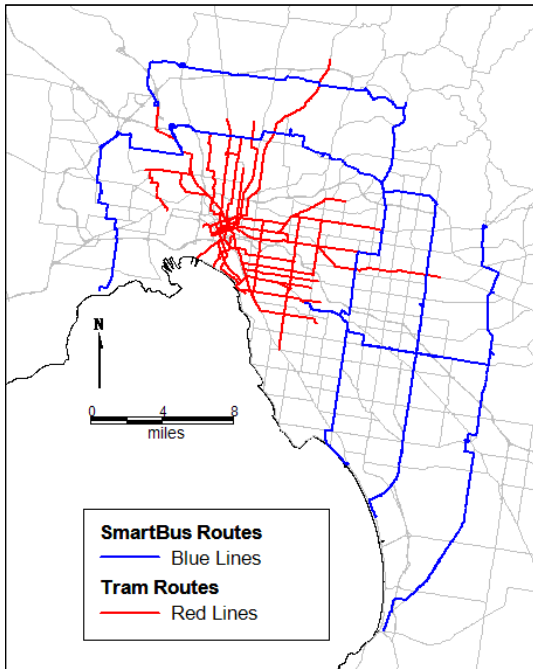 N
0 4 8
miles
SmartBus Routes
Blue Lines
Tram Routes
Red Lines